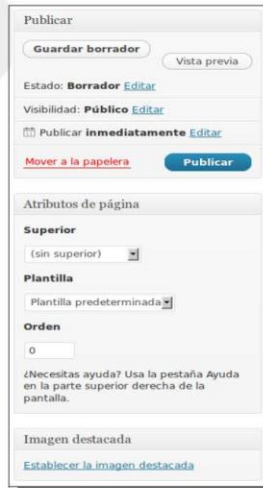 Publicar
Guardar borrador
Vista previa
Estado: Borrador Editar
Visibilidad: Público Editar
Publicar inmediatamente Editar
Mover a la papelera Publicar
Atributos de página
Superior
(sin superior)
Plantilla
Plantilla predeterminada
Orden
0
¿Necesitas ayuda? Usa la pestaña Ayuda
en la parte superior derecha de la
pantalla.
Imagen destacada
Establecer la imagen destacada